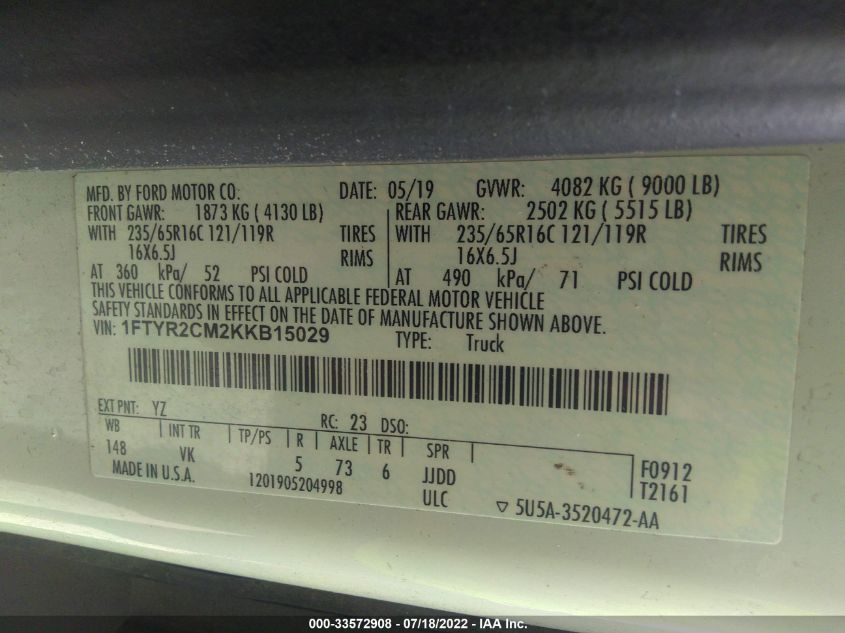 MFD. BY FORD MOTOR CO. DATE: 05/19 GVWR: 4082 KG ( 9000 LB)
FRONT GAWR: 1873 KG ( 4130 LB) REAR GAWR: 2502 KG ( 5515 LB)
WITH 235/65R16C 121/119R TIRES WITH 235/65R16C 121/119R TIRES
16X6.5J RIMS 16X6.5J RIMS
AT 360 kPa/ 52 PSI COLD AT 490 kPa/ 71 PSI COLD
THIS VEHICLE CONFORMS TO ALL APPLICABLE FEDERAL MOTOR VEHICLE
SAFETY STANDARDS IN EFFECT ON THE DATE OF MANUFACTURE SHOWN ABOVE.
VIN: 1FTYR2CM2KKB15029 TYPE: Truck
EXT PNT: YZ RC: 23 DSO:
WB INT TR TP/PS R AXLE TR SPR
148 VK 5 73 6 JJDD F0912
MADE IN U.S.A. 1201905204998 ULC T2161
▽ 5U5A-3520472-AA
000-33572908 - 07/18/2022 - IAA Inc.